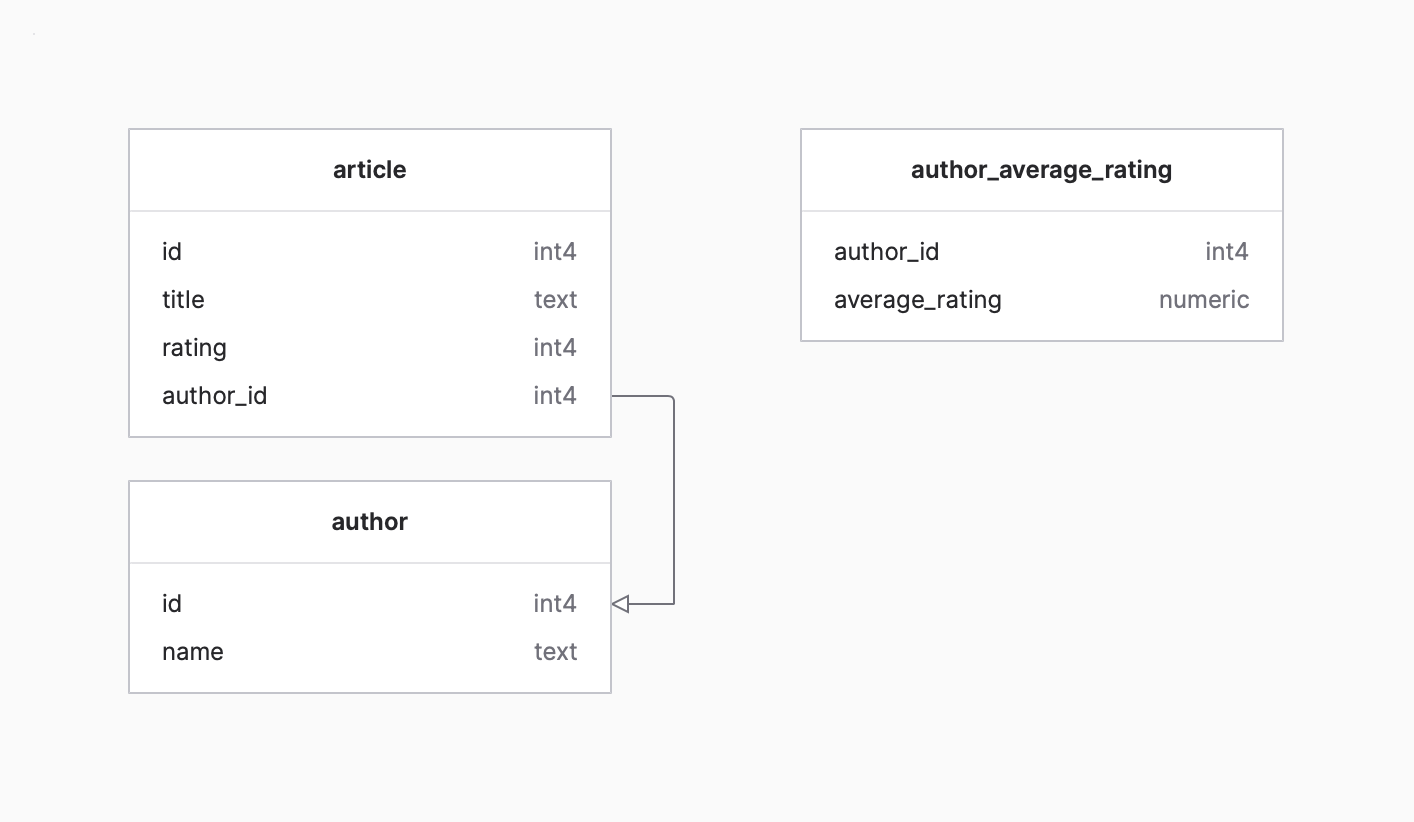 article
id int4
title text
rating int4
author_id int4
author
id int4
name text
author_average_rating
author_id int4
average_rating numeric